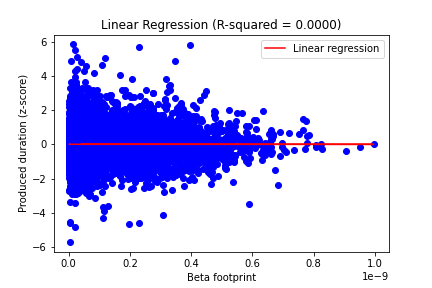 Linear Regression (R-squared = 0.0000)
Linear regression
Produced duration (z-score)
6
4
2
0
−2
−4
−6
0.0 0.2 0.4 0.6 0.8 1.0
1e−9
Beta footprint